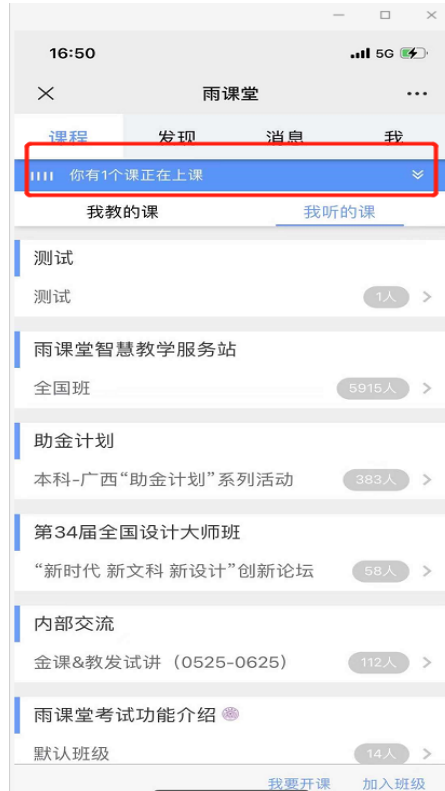 16:50 5G
雨课堂
课程 发现 消息 我
你有1个课正在上课
我教的课 我听的课
测试
测试 1人
雨课堂智慧教学服务站
全国班 5915人
助金计划
本科-广西“助金计划”系列活动 383人
第34届全国设计大师班
“新时代 新文科 新设计”创新论坛 58人
内部交流
金课&教发试讲（0525-0625） 112人
雨课堂考试功能介绍
默认班级 14人
我要开课 加入班级